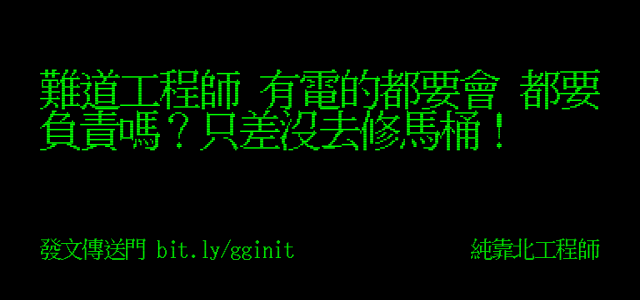 難道工程師 有電的都要會 都要
負責嗎？只差沒去修馬桶！
發文傳送門 bit.ly/gginit
純靠北工程師